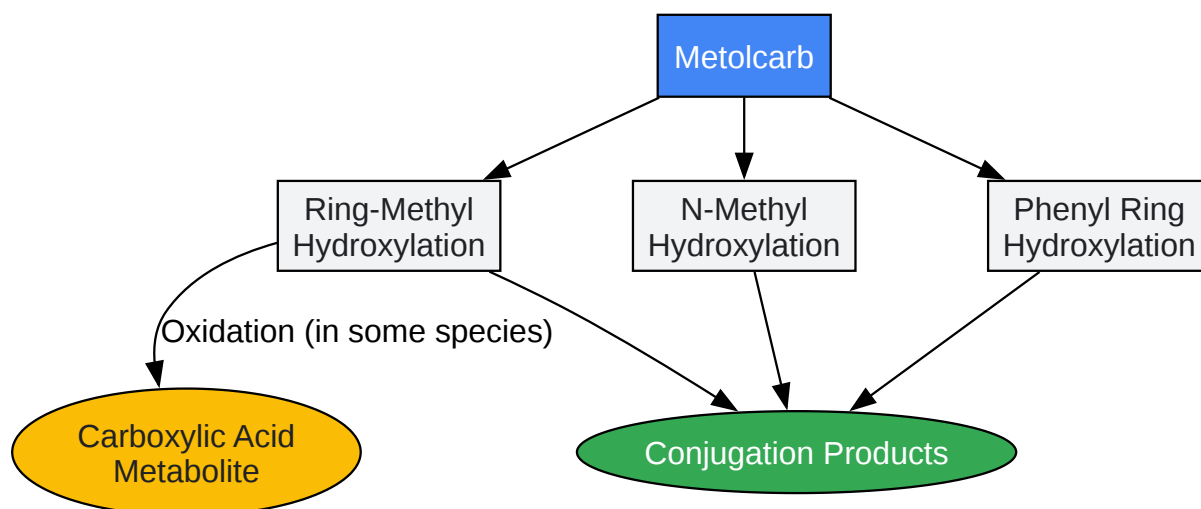 Metolcarb
Ring-Methyl
Hydroxylation
N-Methyl
Hydroxylation
Phenyl Ring
Hydroxylation
Oxidation (in some species)
Carboxylic Acid
Metabolite
Conjugation Products